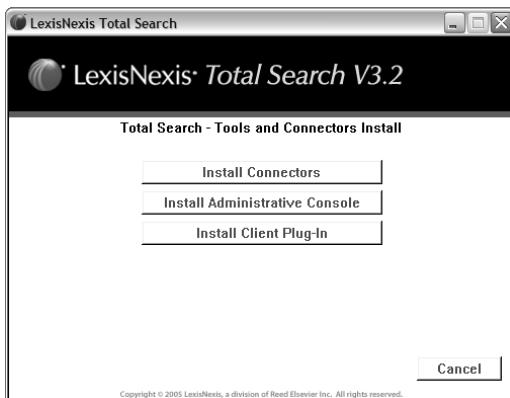 LexisNexis Total Search
LexisNexis® Total Search V3.2
Total Search - Tools and Connectors Install
Install Connectors
Install Administrative Console
Install Client Plug-In
Cancel
Copyright © 2005 LexisNexis, a division of Reed Elsevier Inc. All rights reserved.